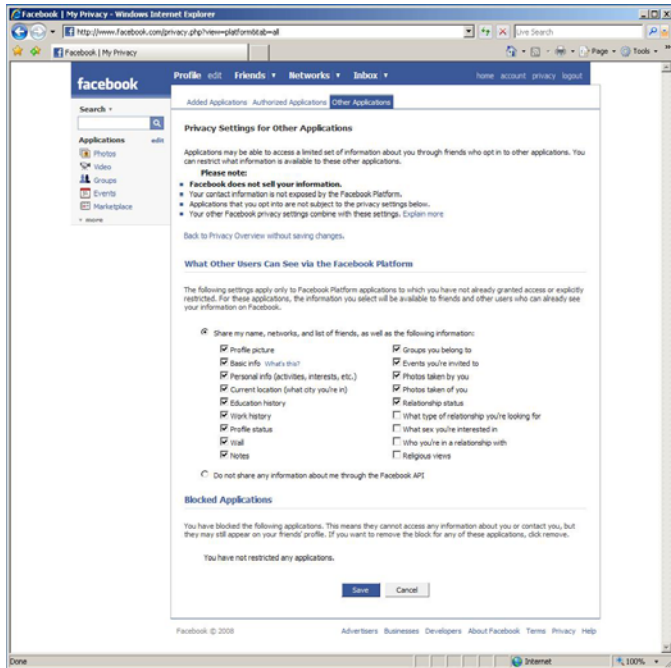 Facebook | My Privacy - Windows Internet Explorer
http://www.facebook.com/privacy.php?view=platform&tab=all
Live Search
Facebook | My Privacy
Page
Tools
facebook
Profile edit Friends Networks Inbox
home account privacy logout
Search
Applications edit
Photos
Video
Groups
Events
Marketplace
more
Added Applications Authorized Applications Other Applications
Privacy Settings for Other Applications
Applications may be able to access a limited set of information about you through friends who opt in to other applications. You
can restrict what information is available to these other applications.
Please note:
Facebook does not sell your information.
Your contact information is not exposed by the Facebook Platform.
Applications that you opt into are not subject to the privacy settings below.
Your other Facebook privacy settings combine with these settings. Explain more
Back to Privacy Overview without saving changes.
What Other Users Can See via the Facebook Platform
The following settings apply only to Facebook Platform applications to which you have not already granted access or explicitly
restricted. For these applications, the information you select will be available to friends and other users who can already see
your information on Facebook.
Share my name, networks, and list of friends, as well as the following information:
Profile picture
Basic info What's this?
Personal info (activities, interests, etc.)
Current location (what city you're in)
Education history
Work history
Profile status
Wall
Notes
Groups you belong to
Events you're invited to
Photos taken by you
Photos taken of you
Relationship status
What type of relationship you're looking for
What sex you're interested in
Who you're in a relationship with
Religious views
Do not share any information about me through the Facebook API
Blocked Applications
You have blocked the following applications. This means they cannot access any information about you or contact you, but
they may still appear on your friends' profile. If you want to remove the block for any of these applications, click remove.
You have not restricted any applications.
Save Cancel
Facebook © 2008
Advertisers Businesses Developers About Facebook Terms Privacy Help
Done
Internet
100%